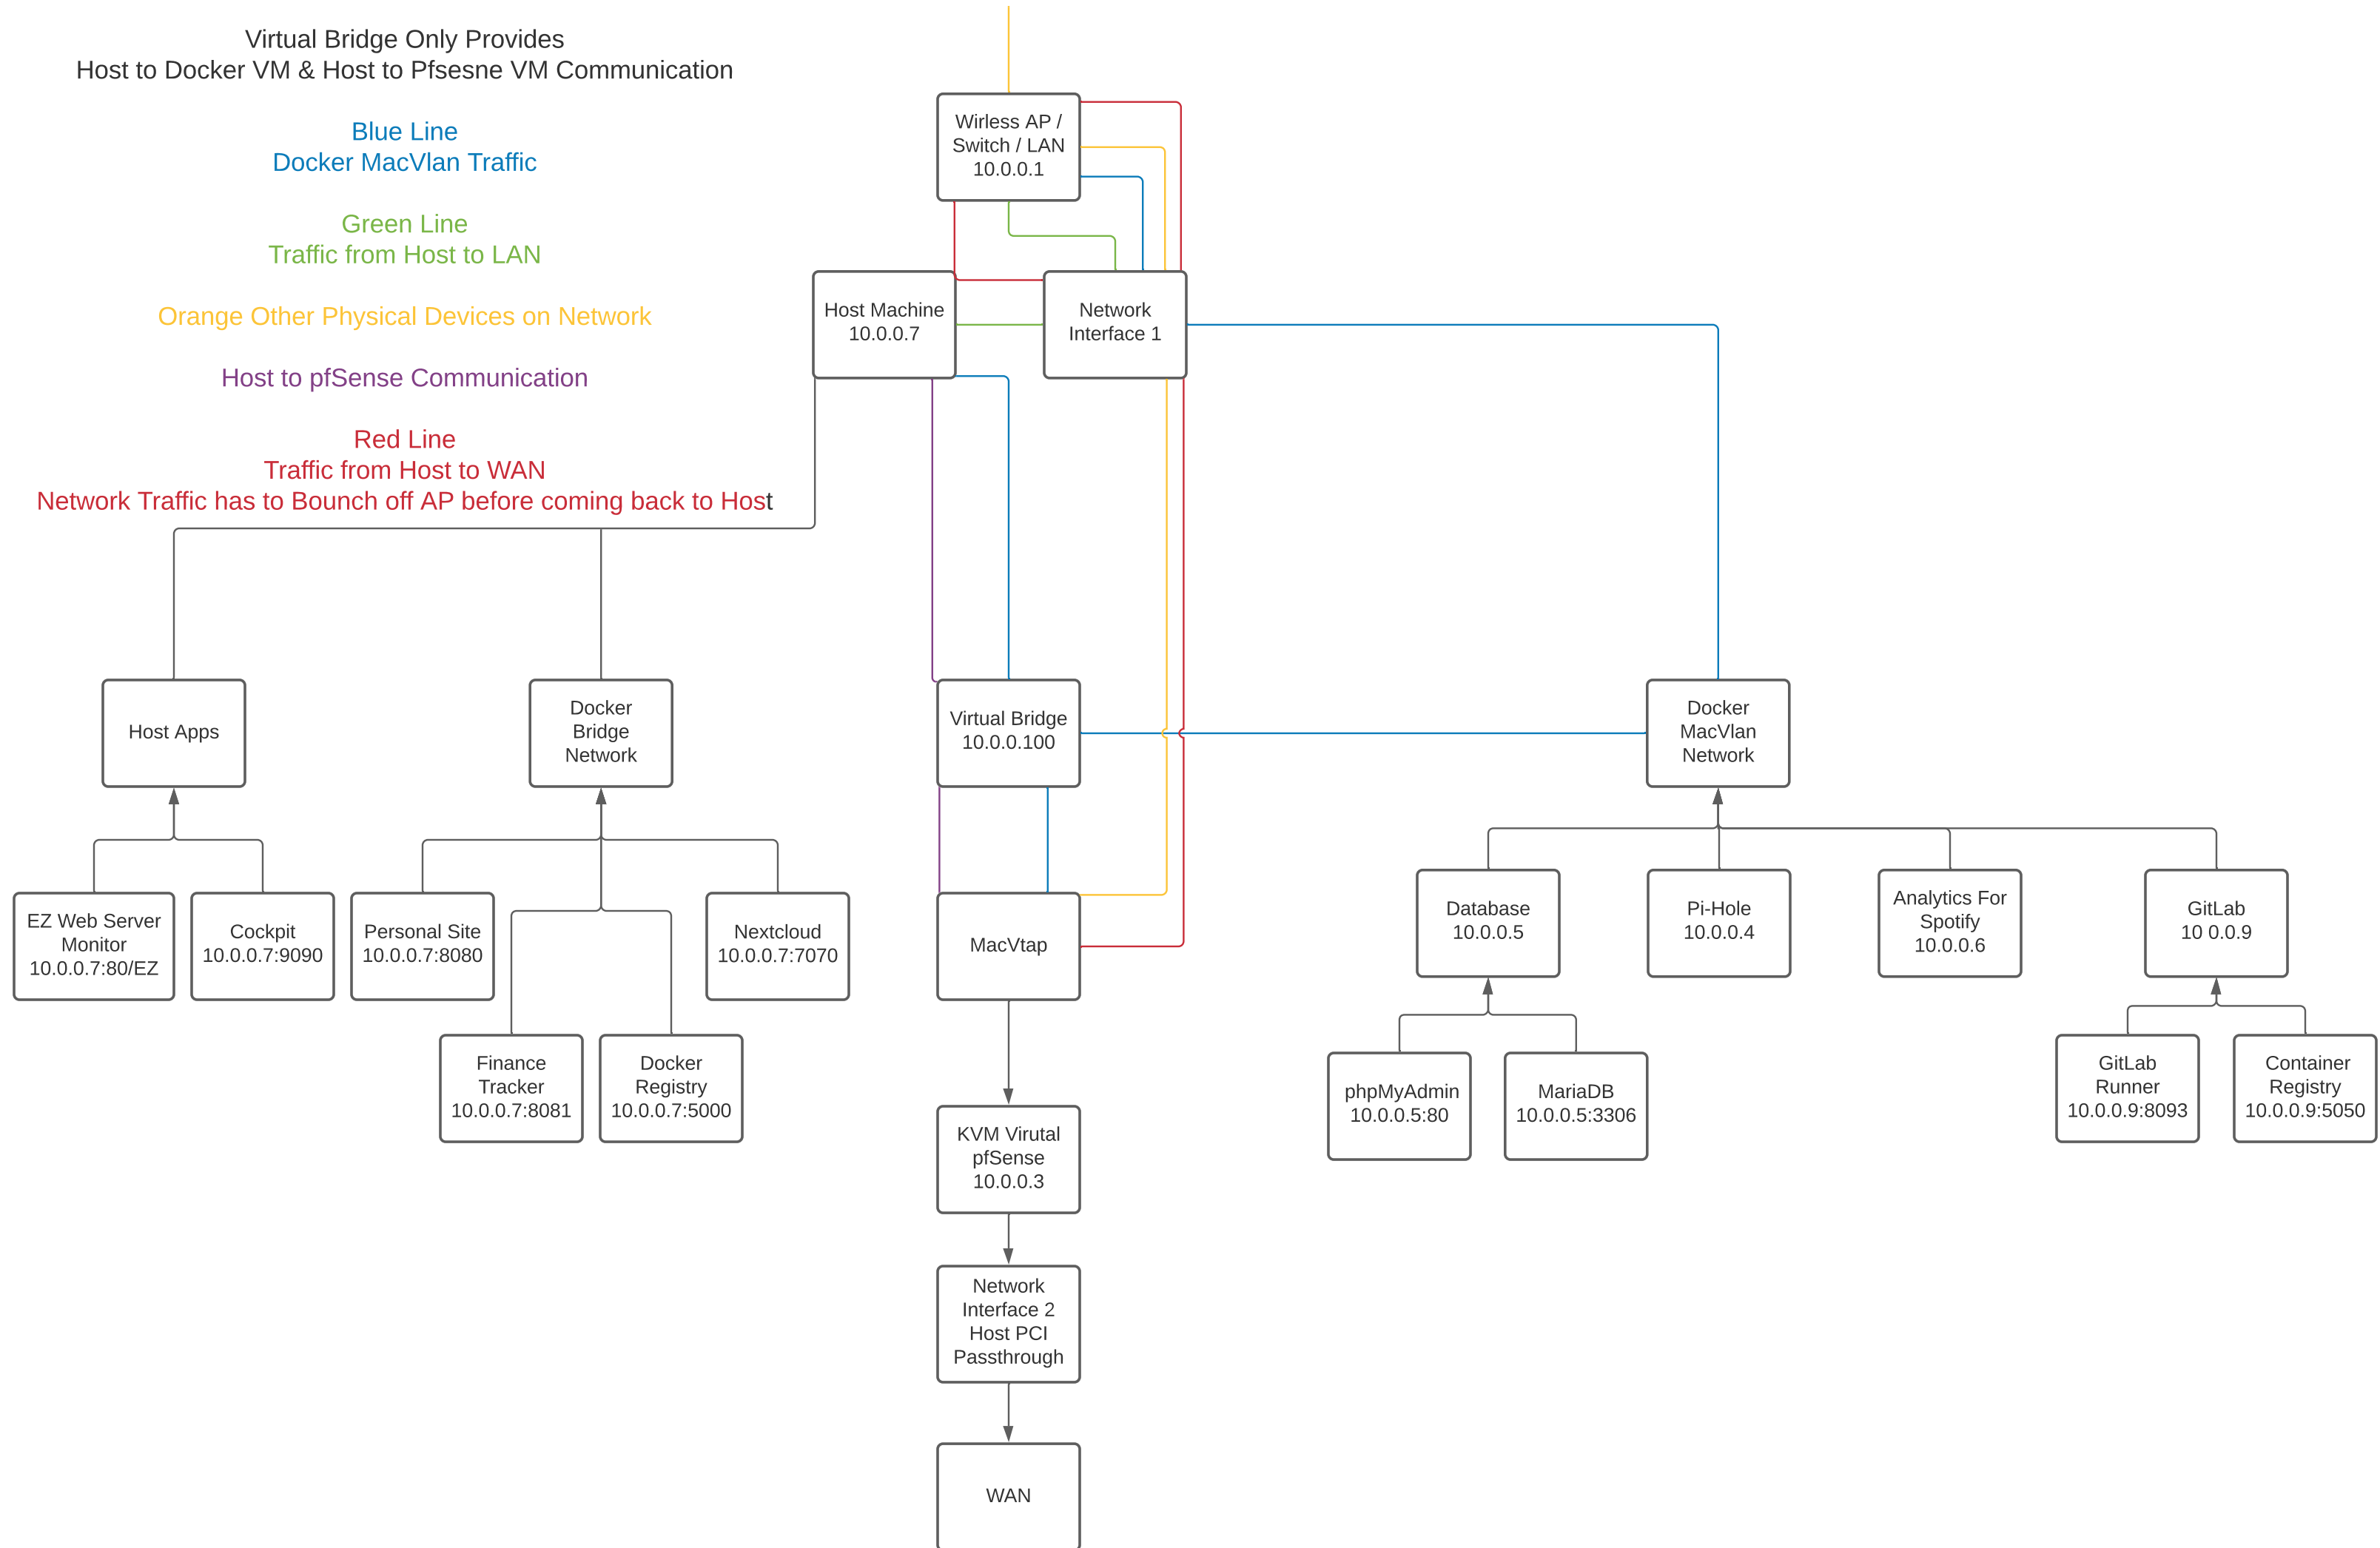 Virtual Bridge Only Provides
Host to Docker VM & Host to Pfsesne VM Communication
Blue Line
Docker MacVlan Traffic
Green Line
Traffic from Host to LAN
Orange Other Physical Devices on Network
Host to pfSense Communication
Red Line
Traffic from Host to WAN
Network Traffic has to Bounch off AP before coming back to Host
Wirless AP /
Switch / LAN
10.0.0.1
Host Machine
10.0.0.7
Network
Interface 1
Host Apps
Docker
Bridge
Network
Virtual Bridge
10.0.0.100
Docker
MacVlan
Network
EZ Web Server
Monitor
10.0.0.7:80/EZ
Cockpit
10.0.0.7:9090
Personal Site
10.0.0.7:8080
Nextcloud
10.0.0.7:7070
MacVtap
Database
10.0.0.5
Pi-Hole
10.0.0.4
Analytics For
Spotify
10.0.0.6
GitLab
10 0.0.9
Finance
Tracker
10.0.0.7:8081
Docker
Registry
10.0.0.7:5000
phpMyAdmin
10.0.0.5:80
MariaDB
10.0.0.5:3306
GitLab
Runner
10.0.0.9:8093
Container
Registry
10.0.0.9:5050
KVM Virutal
pfSense
10.0.0.3
Network
Interface 2
Host PCI
Passthrough
WAN